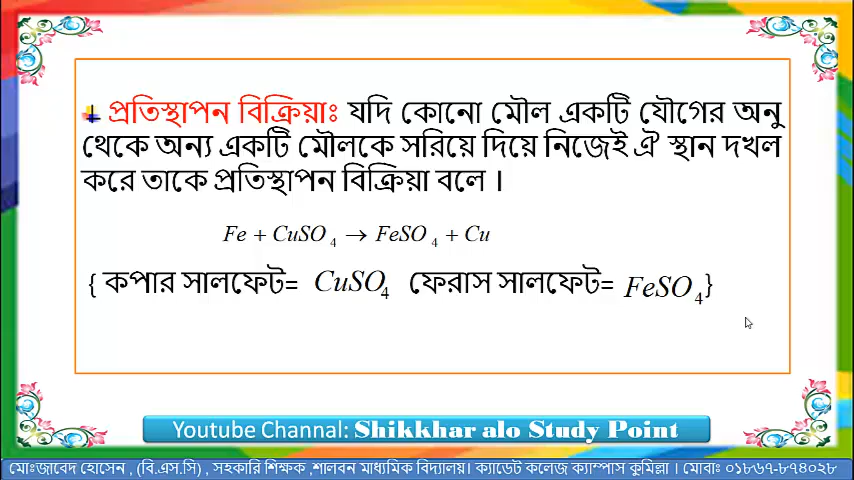 প্রতিস্থাপন বিক্রিয়াঃ যদি কোনো মৌল একটি যৌগের অনু
থেকে অন্য একটি মৌলকে সরিয়ে দিয়ে নিজেই ঐ স্থান দখল
করে তাকে প্রতিস্থাপন বিক্রিয়া বলে ।
Fe + CuSO₄ → FeSO₄ + Cu
{ কপার সালফেট= CuSO₄ ফেরাস সালফেট= FeSO₄}
Youtube Channal: Shikkhar alo Study Point
মোঃজাবেদ হোসেন , (বি.এস.সি) , সহকারি শিক্ষক ,শালবন মাধ্যমিক বিদ্যালয়। ক্যাডেট কলেজ ক্যাম্পাস কুমিল্লা । মোবাঃ ০১৮৬৭-৮৭৪০২৮